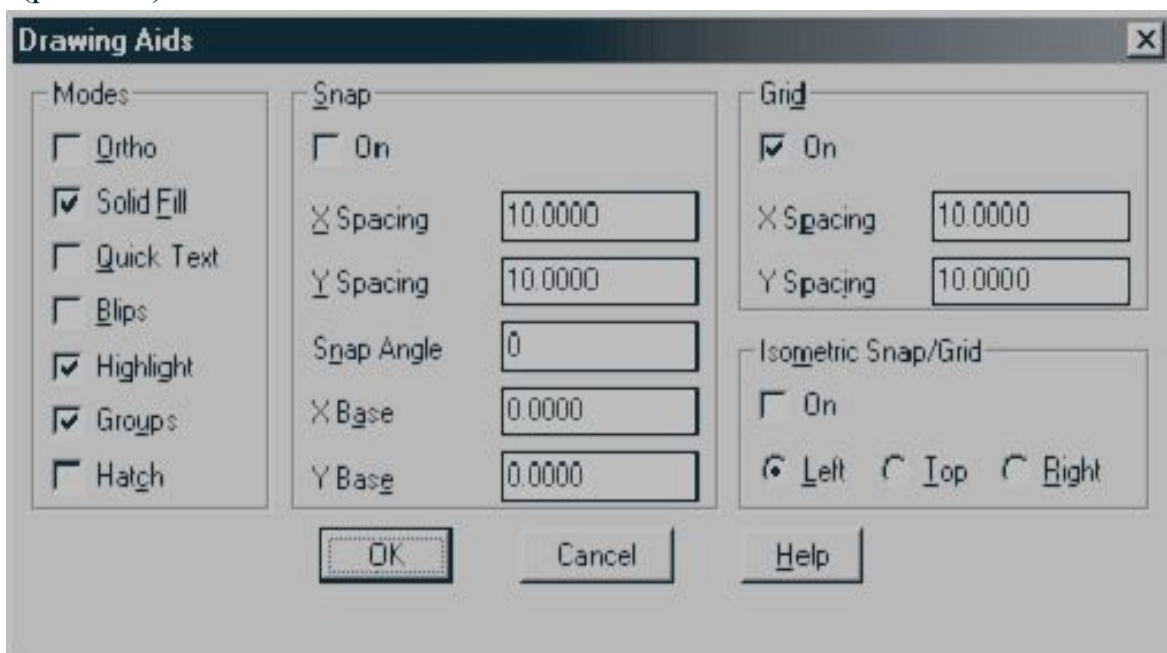 Drawing Aids
Modes
Ortho
Solid Fill
Quick Text
Blips
Highlight
Groups
Hatch
Snap
On
X Spacing 10.0000
Y Spacing 10.0000
Snap Angle 0
X Base 0.0000
Y Base 0.0000
Grid
On
X Spacing 10.0000
Y Spacing 10.0000
Isometric Snap/Grid
On
Left Top Right
OK Cancel Help